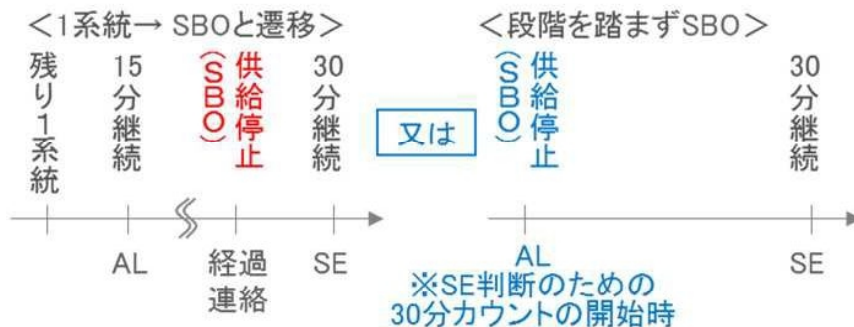 ＜1系統→ SBOと遷移＞
残り1系統
15分継続
供給停止
（SBO）
30分継続
AL
経過
連絡
SE
又は
＜段階を踏まずSBO＞
供給停止
（SBO）
30分継続
AL
※SE判断のための
30分カウントの開始時
SE